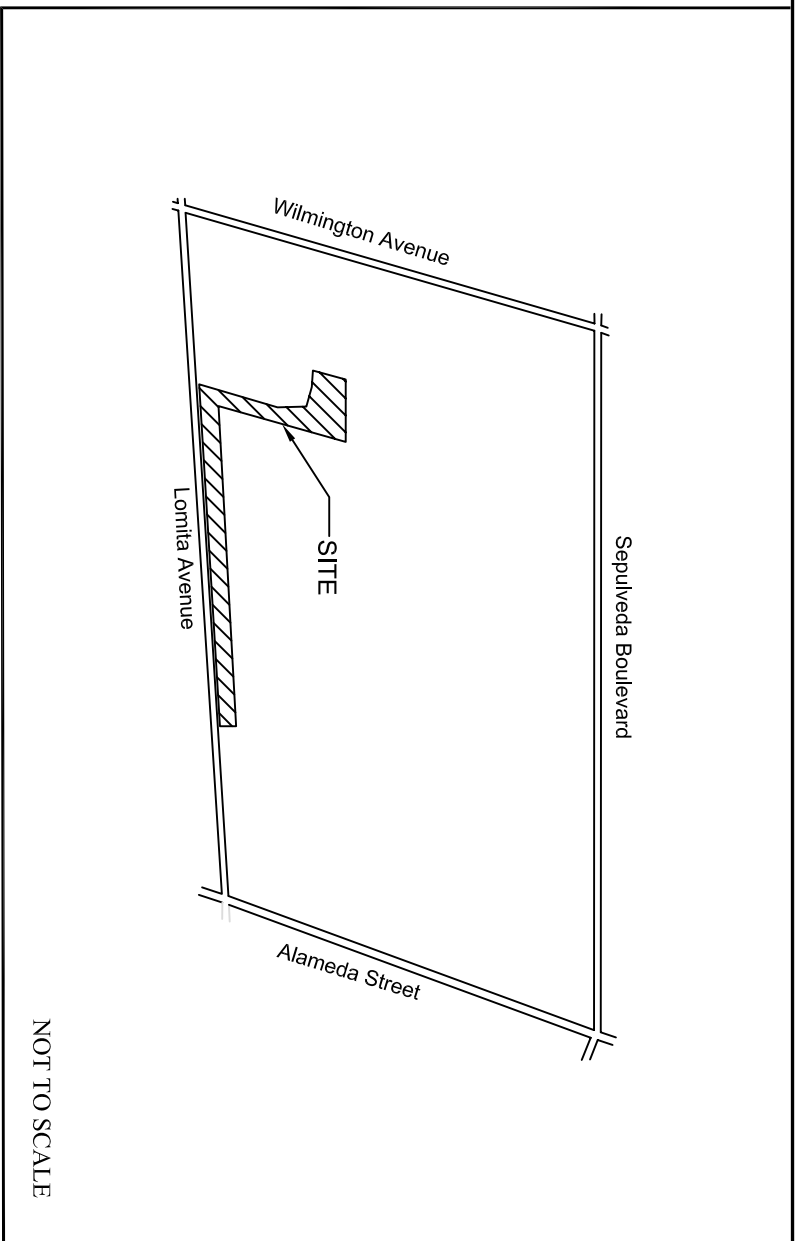 Sepulveda Boulevard
Wilmington Avenue
SITE
Lomita Avenue
Alameda Street
NOT TO SCALE